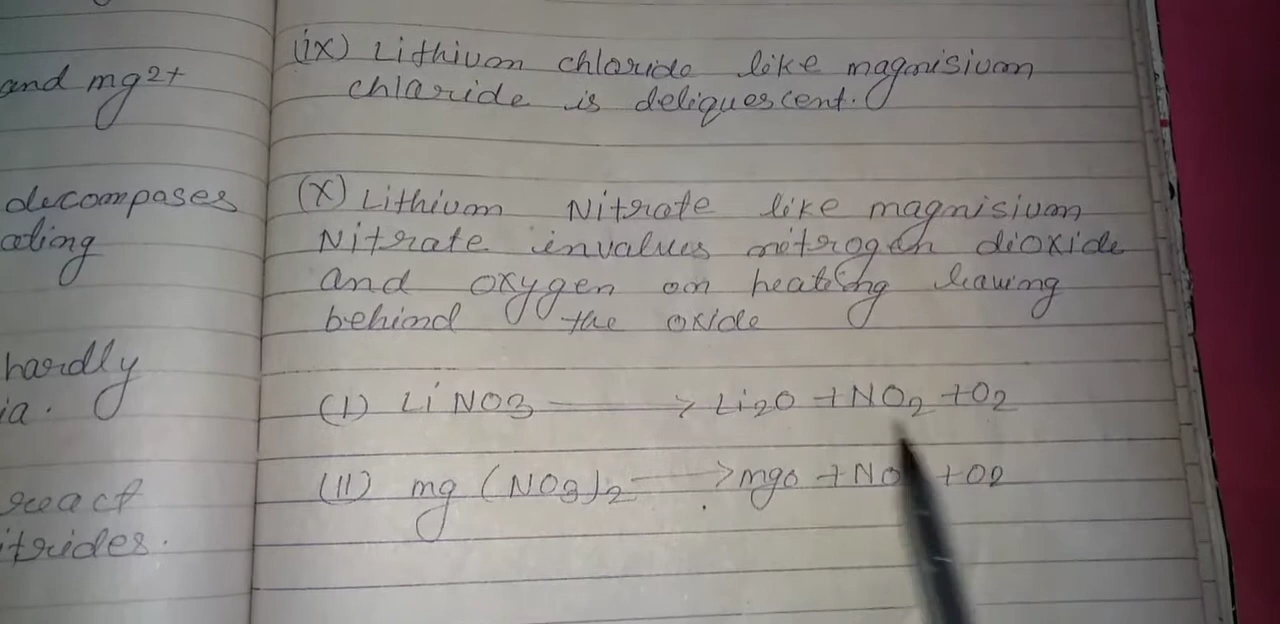 and mg2+
decomposes
ating
hardly
ia.
react
itrides.
(ix) Lithium chloride like magnisium
chlaride is deliquescent.
(X) Lithium Nitrate like magnisium
Nitrate invalues nitrogen dioxide
and oxygen on heating leaving
behind the oxide
(I) LiNO3 → Li2O + NO2 + O2
(II) mg (NO3)2 → mgo + NO + O2